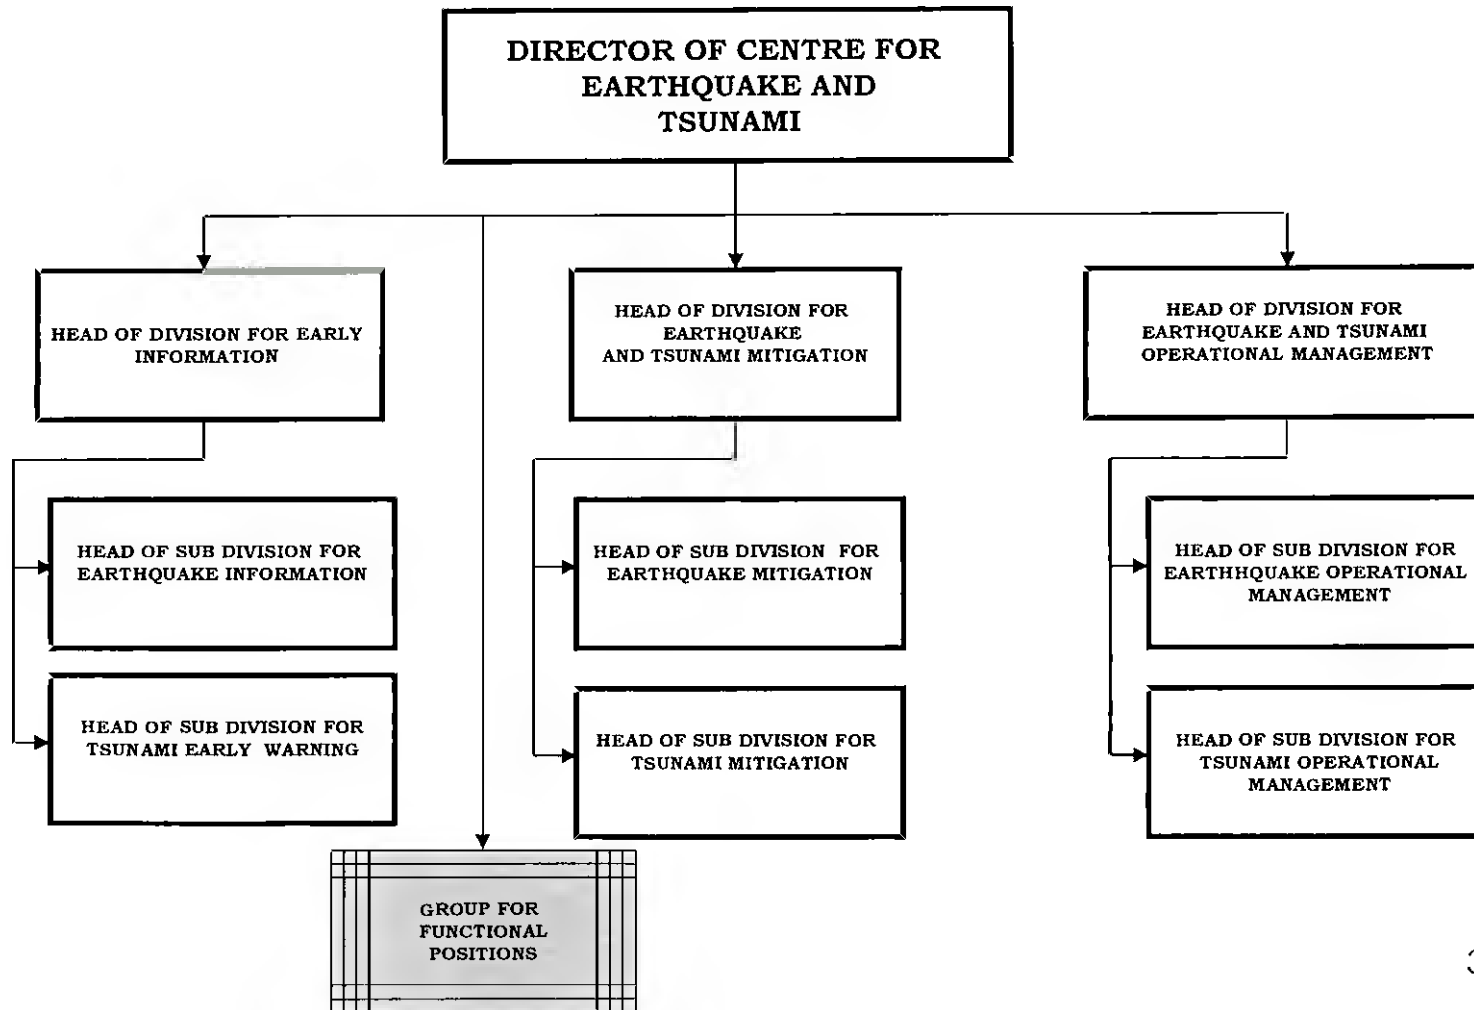 DIRECTOR OF CENTRE FOR
EARTHQUAKE AND
TSUNAMI
HEAD OF DIVISION FOR EARLY
INFORMATION
HEAD OF DIVISION FOR
EARTHQUAKE
AND TSUNAMI MITIGATION
HEAD OF DIVISION FOR
EARTHQUAKE AND TSUNAMI
OPERATIONAL MANAGEMENT
HEAD OF SUB DIVISION FOR
EARTHQUAKE INFORMATION
HEAD OF SUB DIVISION FOR
EARTHQUAKE MITIGATION
HEAD OF SUB DIVISION FOR
EARTHHQUAKE OPERATIONAL
MANAGEMENT
HEAD OF SUB DIVISION FOR
TSUNAMI EARLY WARNING
HEAD OF SUB DIVISION FOR
TSUNAMI MITIGATION
HEAD OF SUB DIVISION FOR
TSUNAMI OPERATIONAL
MANAGEMENT
GROUP FOR
FUNCTIONAL
POSITIONS